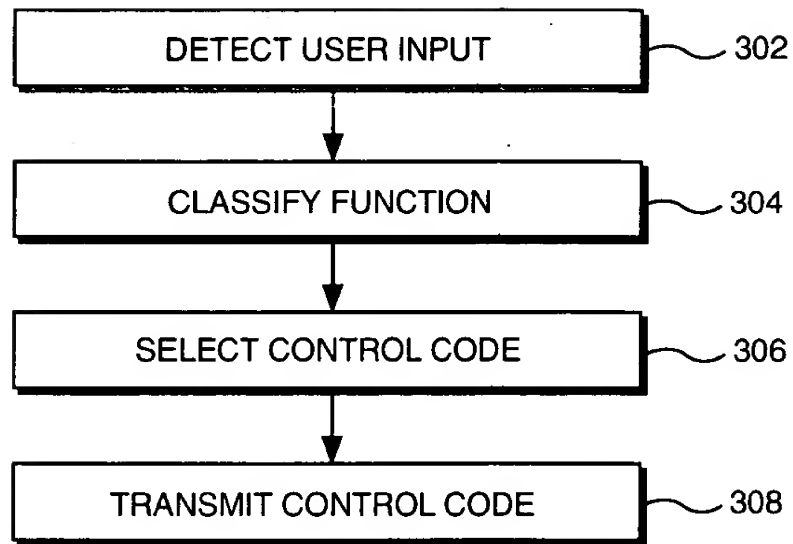 DETECT USER INPUT 302
CLASSIFY FUNCTION 304
SELECT CONTROL CODE 306
TRANSMIT CONTROL CODE 308